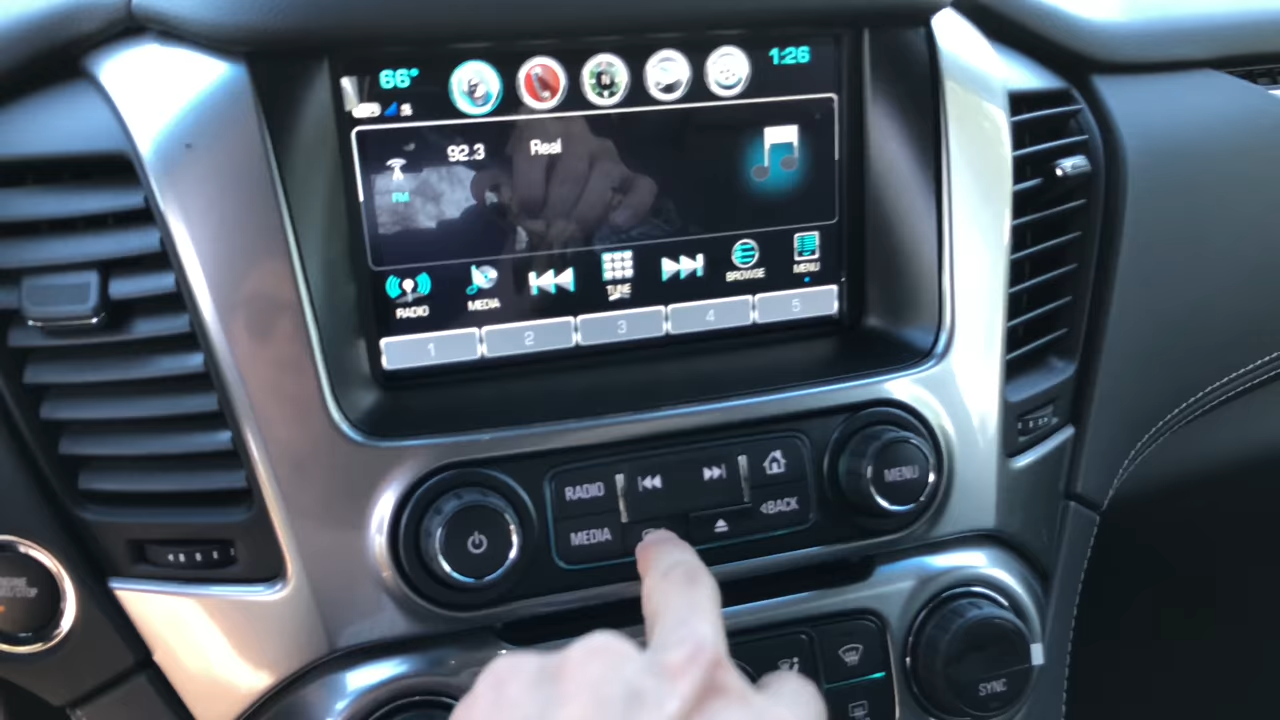 66°
1:26
92.3
Real
FM
RADIO
MEDIA
TUNE
BROWSE
MENU
1
2
3
4
5
RADIO
MEDIA
BACK
MENU
SYNC